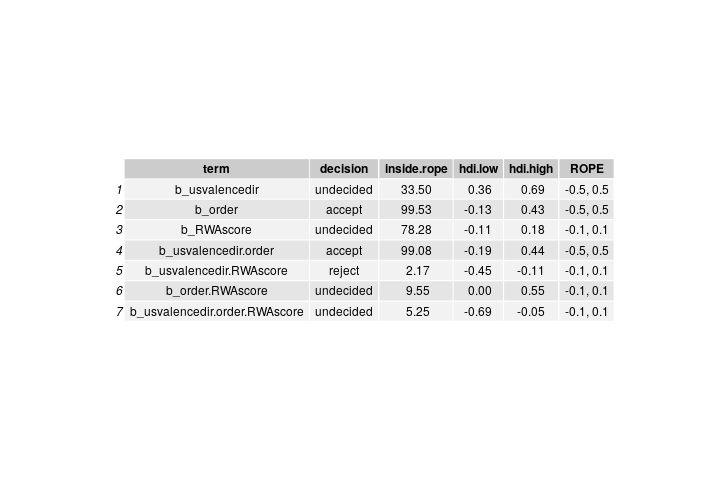 term decision inside.rope hdi.low hdi.high ROPE
1 b_usvalencedir undecided 33.50 0.36 0.69 -0.5, 0.5
2 b_order accept 99.53 -0.13 0.43 -0.5, 0.5
3 b_RWAscore undecided 78.28 -0.11 0.18 -0.1, 0.1
4 b_usvalencedir.order accept 99.08 -0.19 0.44 -0.5, 0.5
5 b_usvalencedir.RWAscore reject 2.17 -0.45 -0.11 -0.1, 0.1
6 b_order.RWAscore undecided 9.55 0.00 0.55 -0.1, 0.1
7 b_usvalencedir.order.RWAscore undecided 5.25 -0.69 -0.05 -0.1, 0.1